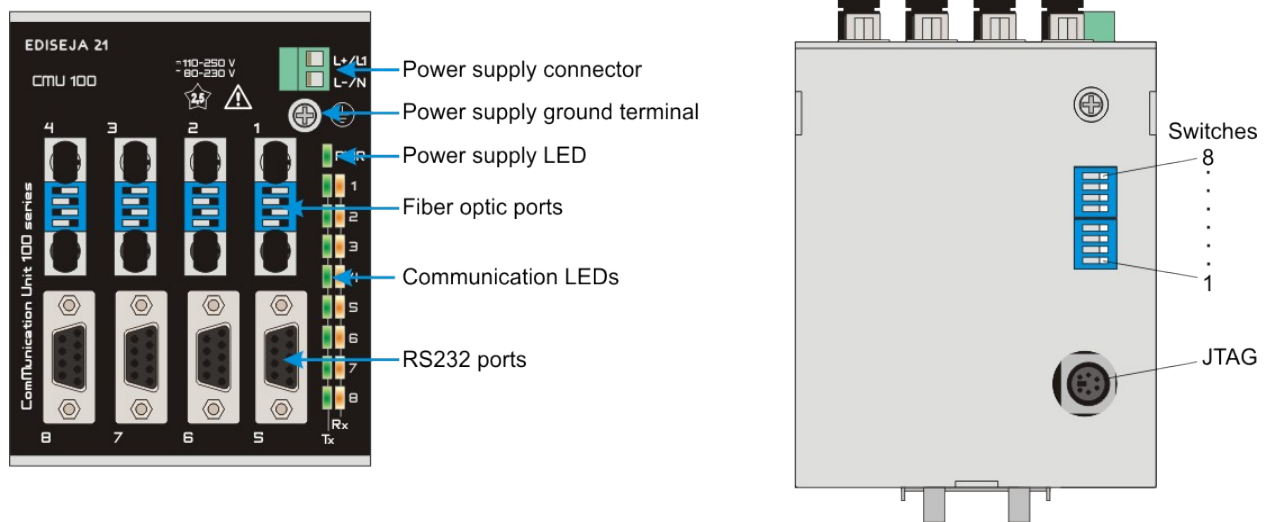 EDISEJA 21
CMU 100
⎓110-250 V
~ 80-230 V
2,5
L+/L1
L-/N
PWR
4 3 2 1
ComMunication Unit 100 series
1
2
3
4
5
6
7
8
Rx
Tx
8 7 6 5
Power supply connector
Power supply ground terminal
Power supply LED
Fiber optic ports
Communication LEDs
RS232 ports
Switches
8
1
JTAG